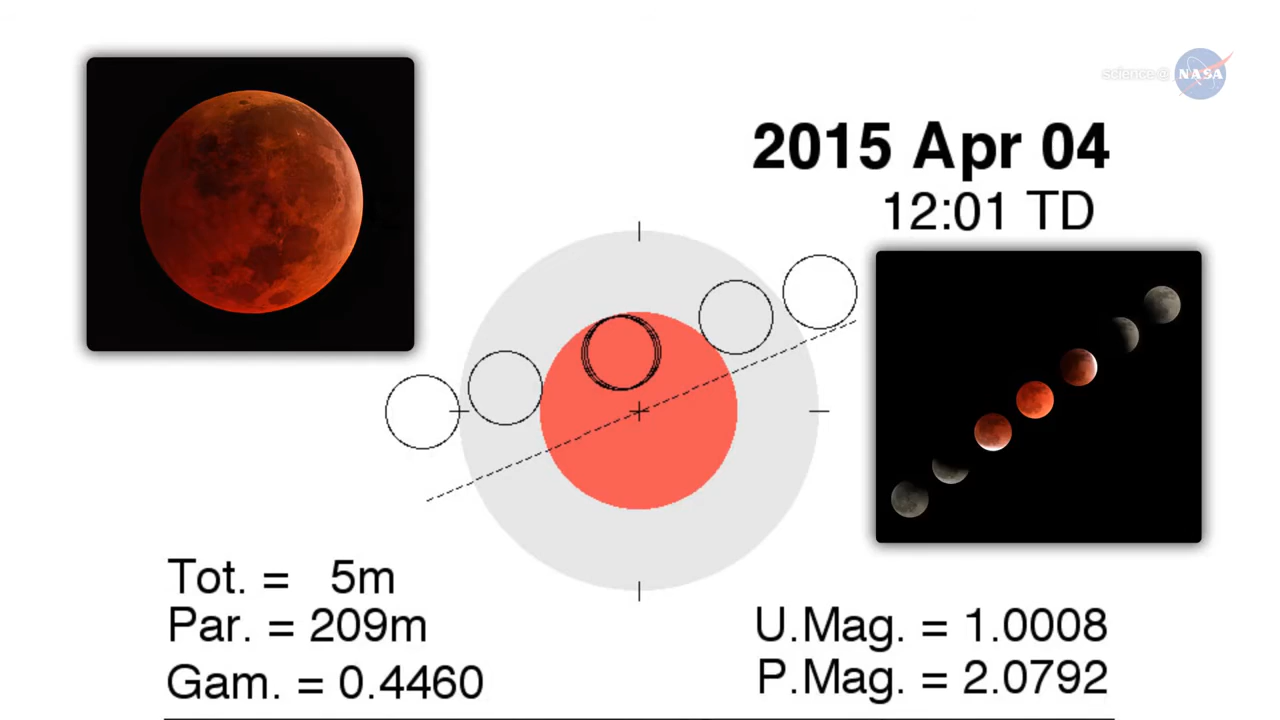 science@ NASA
2015 Apr 04
12:01 TD
Tot. = 5m
Par. = 209m
Gam. = 0.4460
U.Mag. = 1.0008
P.Mag. = 2.0792